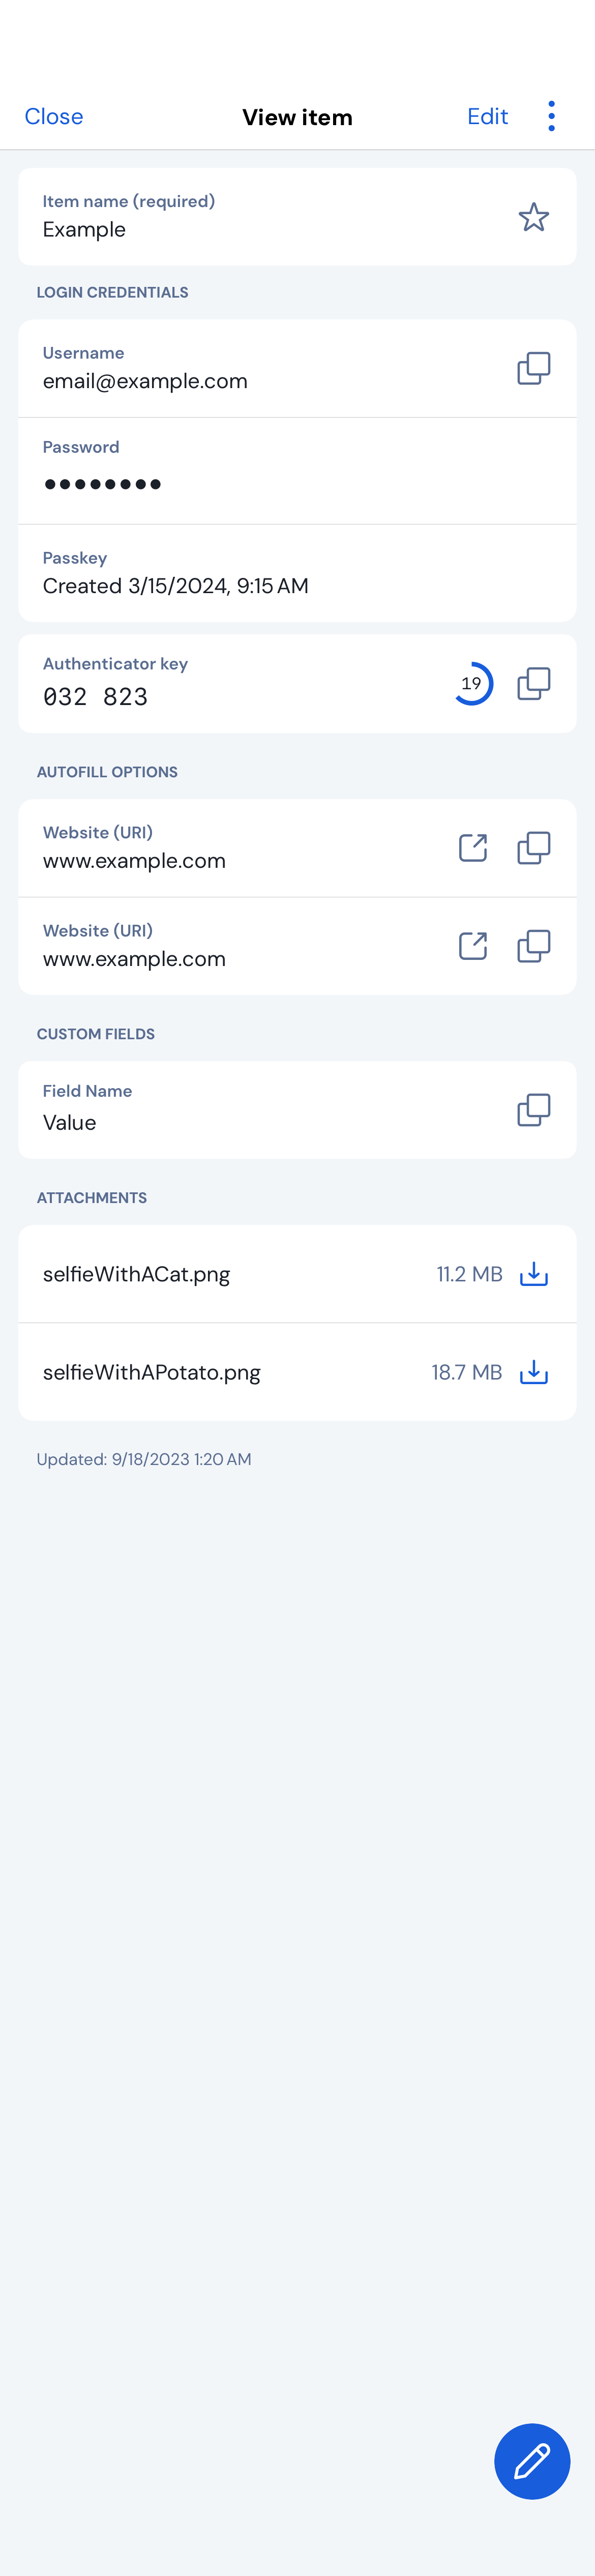 Close
View item
Edit
Item name (required)
Example
LOGIN CREDENTIALS
Username
email@example.com
Password
••••••••
Passkey
Created 3/15/2024, 9:15 AM
Authenticator key
032 823
19
AUTOFILL OPTIONS
Website (URI)
www.example.com
Website (URI)
www.example.com
CUSTOM FIELDS
Field Name
Value
ATTACHMENTS
selfieWithACat.png
11.2 MB
selfieWithAPotato.png
18.7 MB
Updated: 9/18/2023 1:20 AM